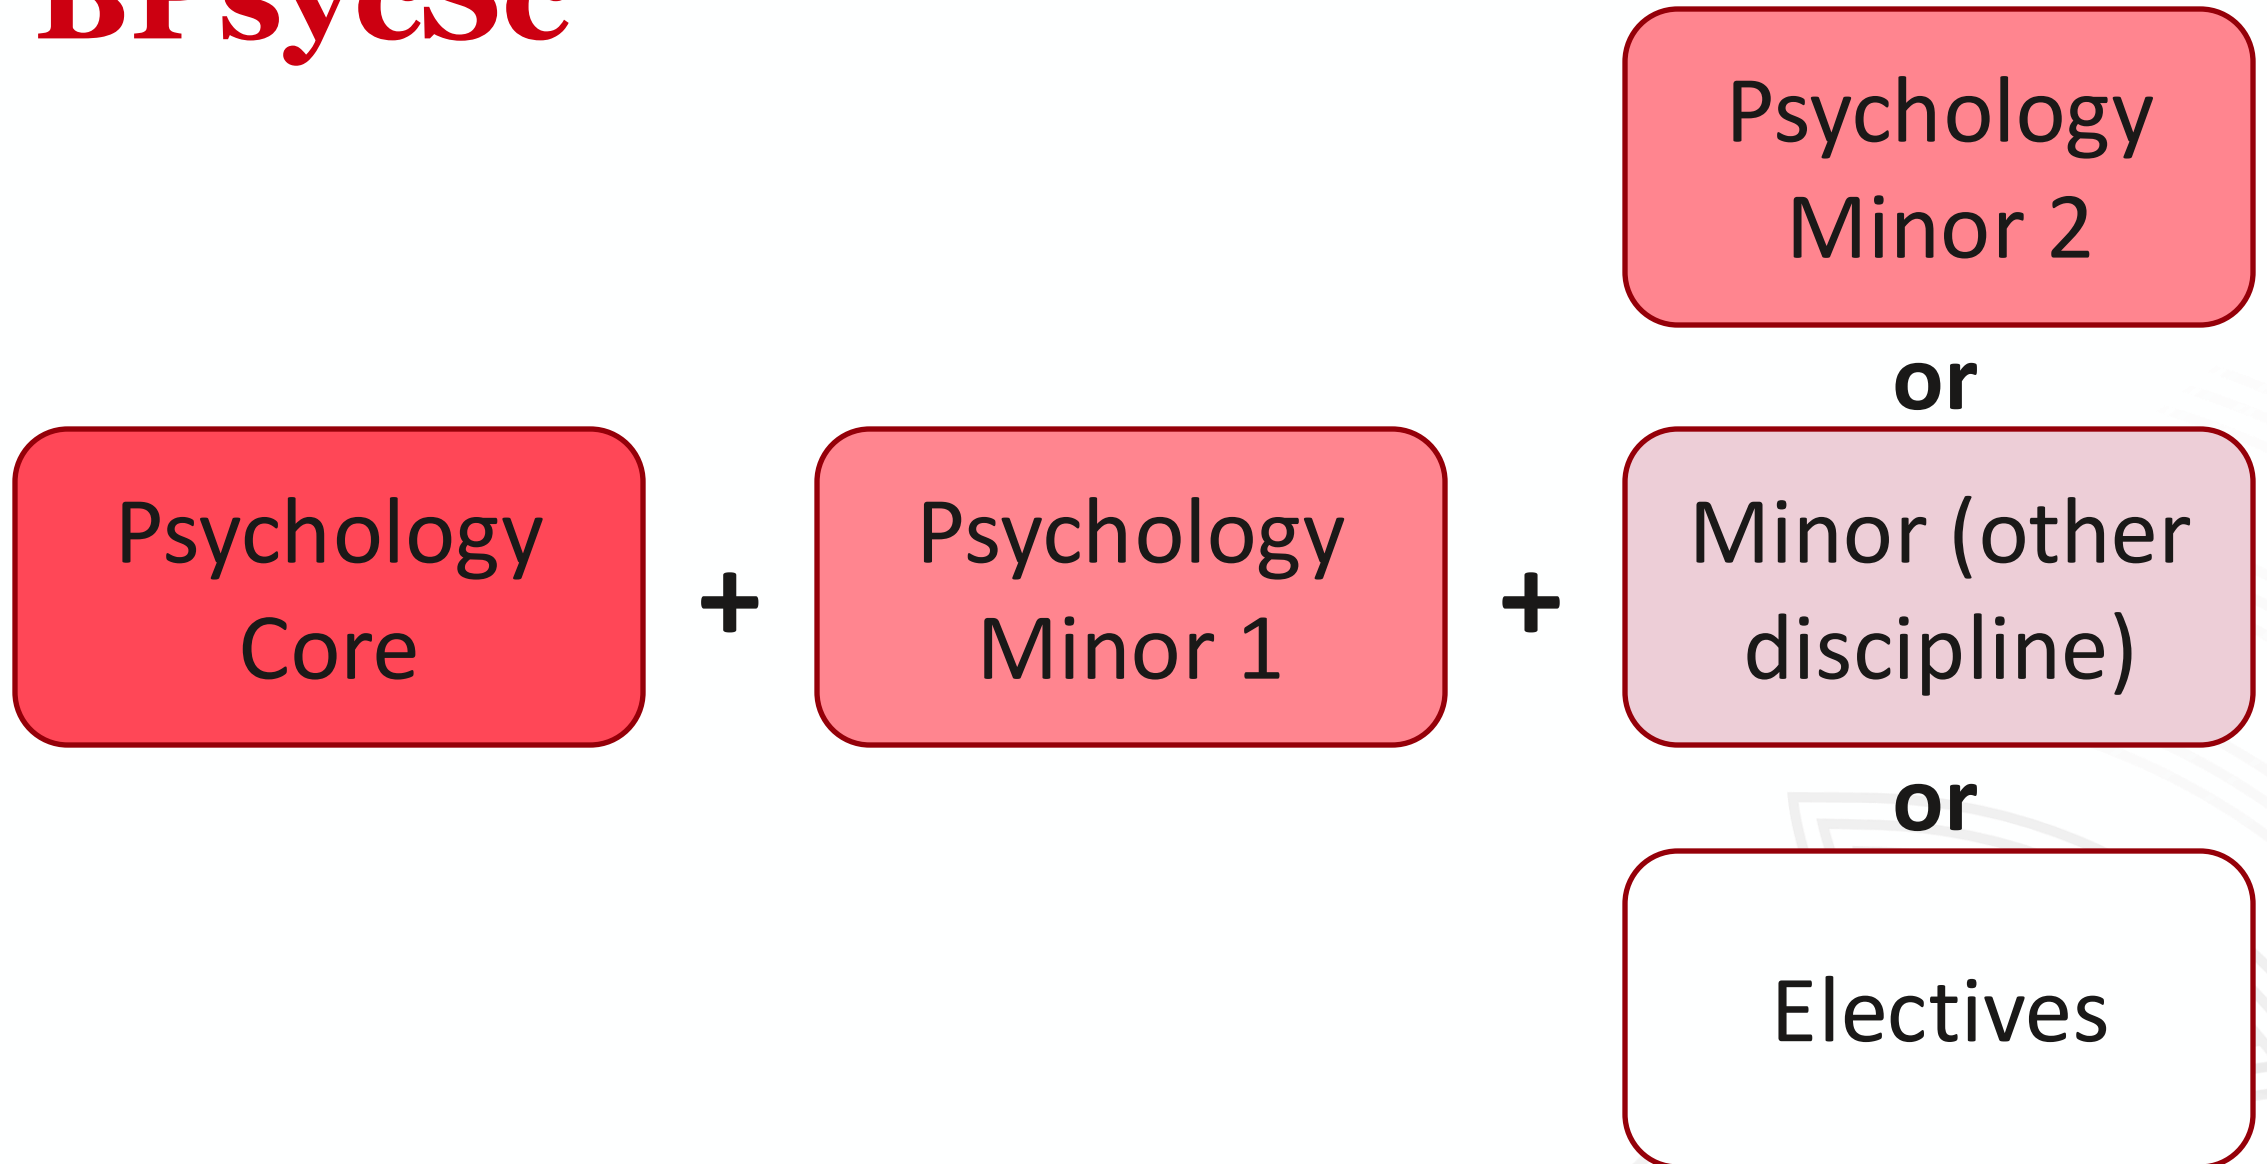 BPsycSc
Psychology
Minor 2
or
Psychology
Core
+
Psychology
Minor 1
+
Minor (other
discipline)
or
Electives